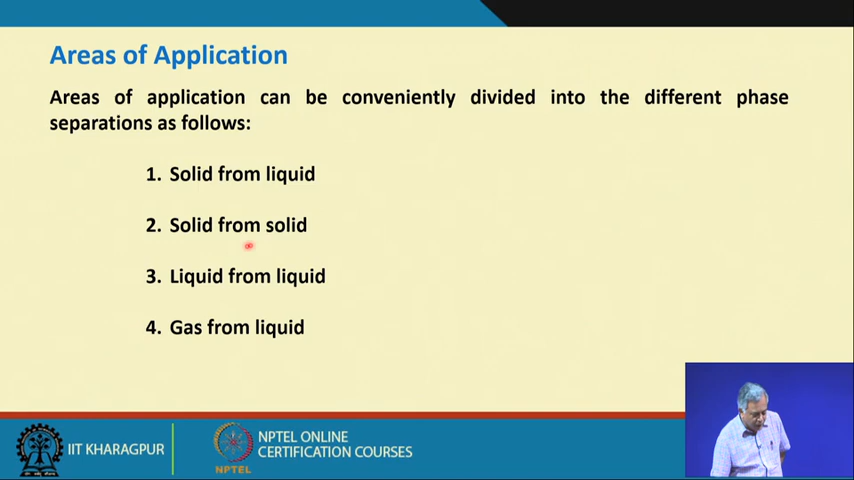 Areas of Application
Areas of application can be conveniently divided into the different phase
separations as follows:
1. Solid from liquid
2. Solid from solid
3. Liquid from liquid
4. Gas from liquid
IIT KHARAGPUR
NPTEL
NPTEL ONLINE
CERTIFICATION COURSES